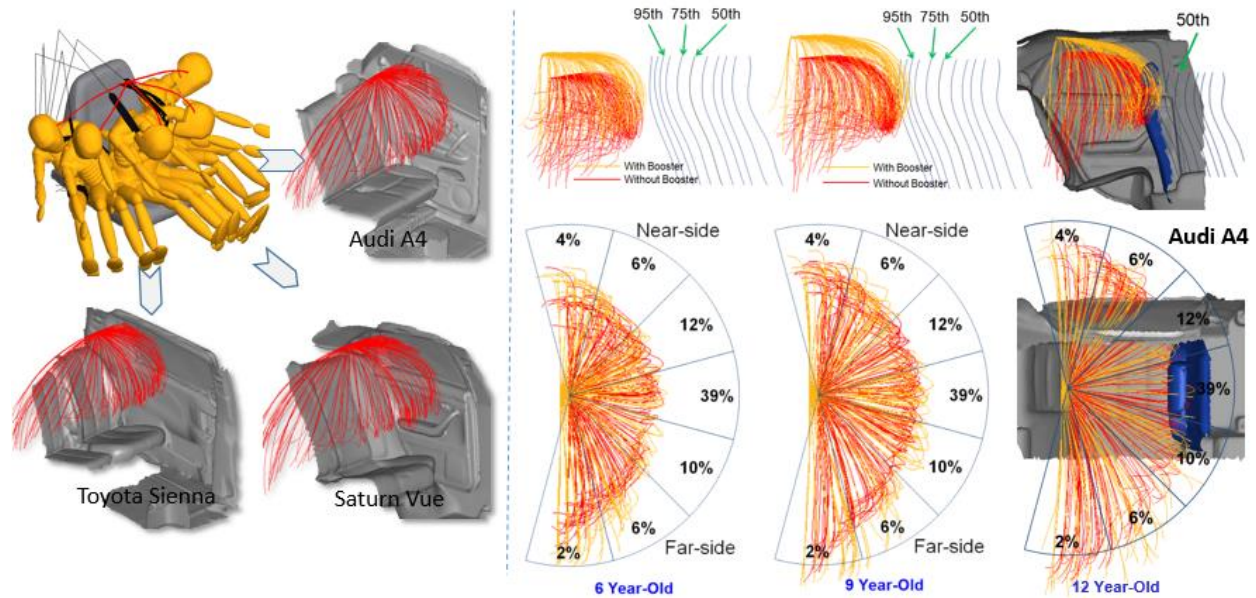 Audi A4
Toyota Sienna
Saturn Vue
95th 75th 50th
With Booster
Without Booster
4%
Near-side
6%
12%
39%
10%
6%
Far-side
2%
6 Year-Old
95th 75th 50th
With Booster
Without Booster
4%
Near-side
6%
12%
39%
10%
6%
Far-side
2%
9 Year-Old
50th
Audi A4
4%
6%
12%
39%
10%
6%
2%
12 Year-Old